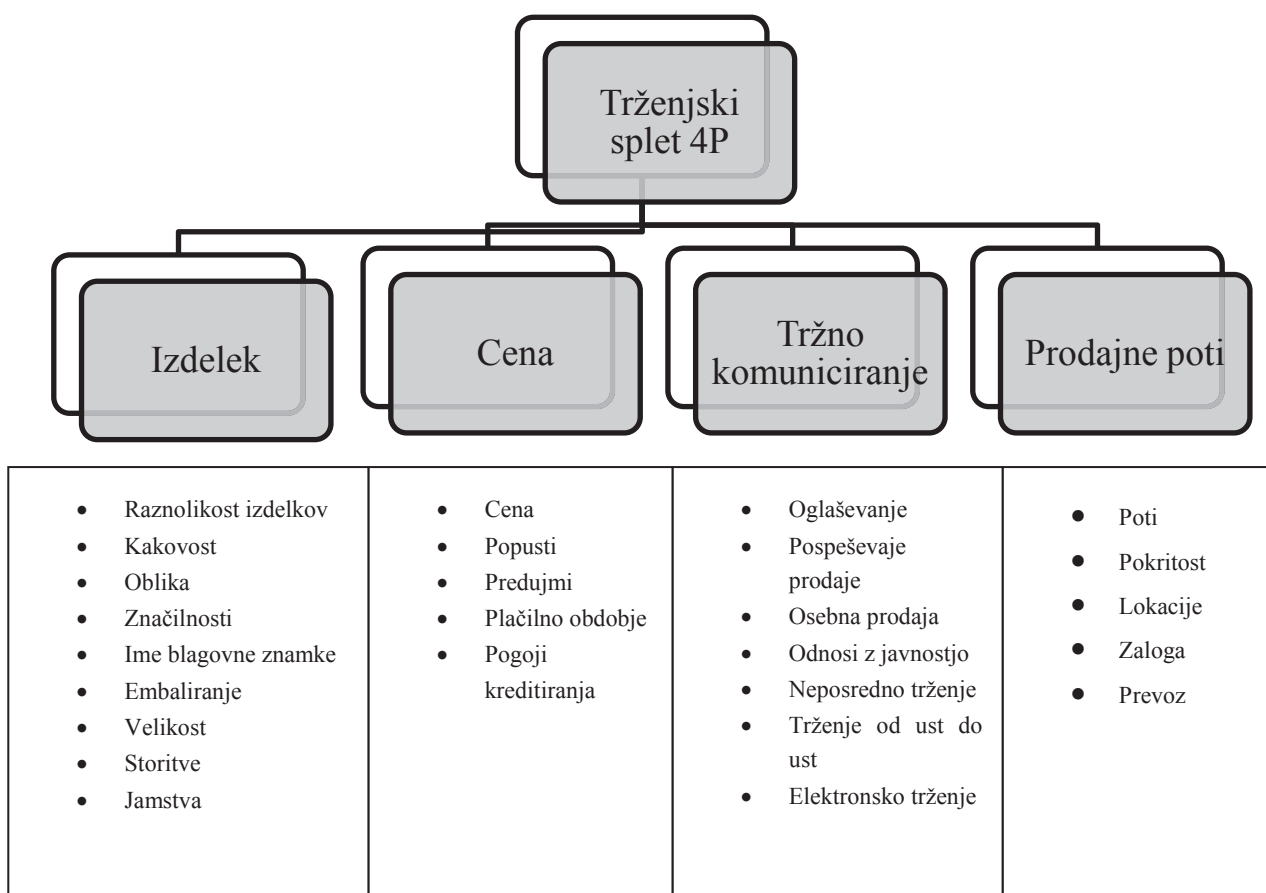 Trženjski
splet 4P
Izdelek
Cena
Tržno
komuniciranje
Prodajne poti
• Raznolikost izdelkov
• Kakovost
• Oblika
• Značilnosti
• Ime blagovne znamke
• Embaliranje
• Velikost
• Storitve
• Jamstva
• Cena
• Popusti
• Predujmi
• Plačilno obdobje
• Pogoji
kreditiranja
• Oglaševanje
• Pospeševaje
prodaje
• Osebna prodaja
• Odnosi z javnostjo
• Neposredno trženje
• Trženje od ust do
ust
• Elektronsko trženje
• Poti
• Pokritost
• Lokacije
• Zaloga
• Prevoz